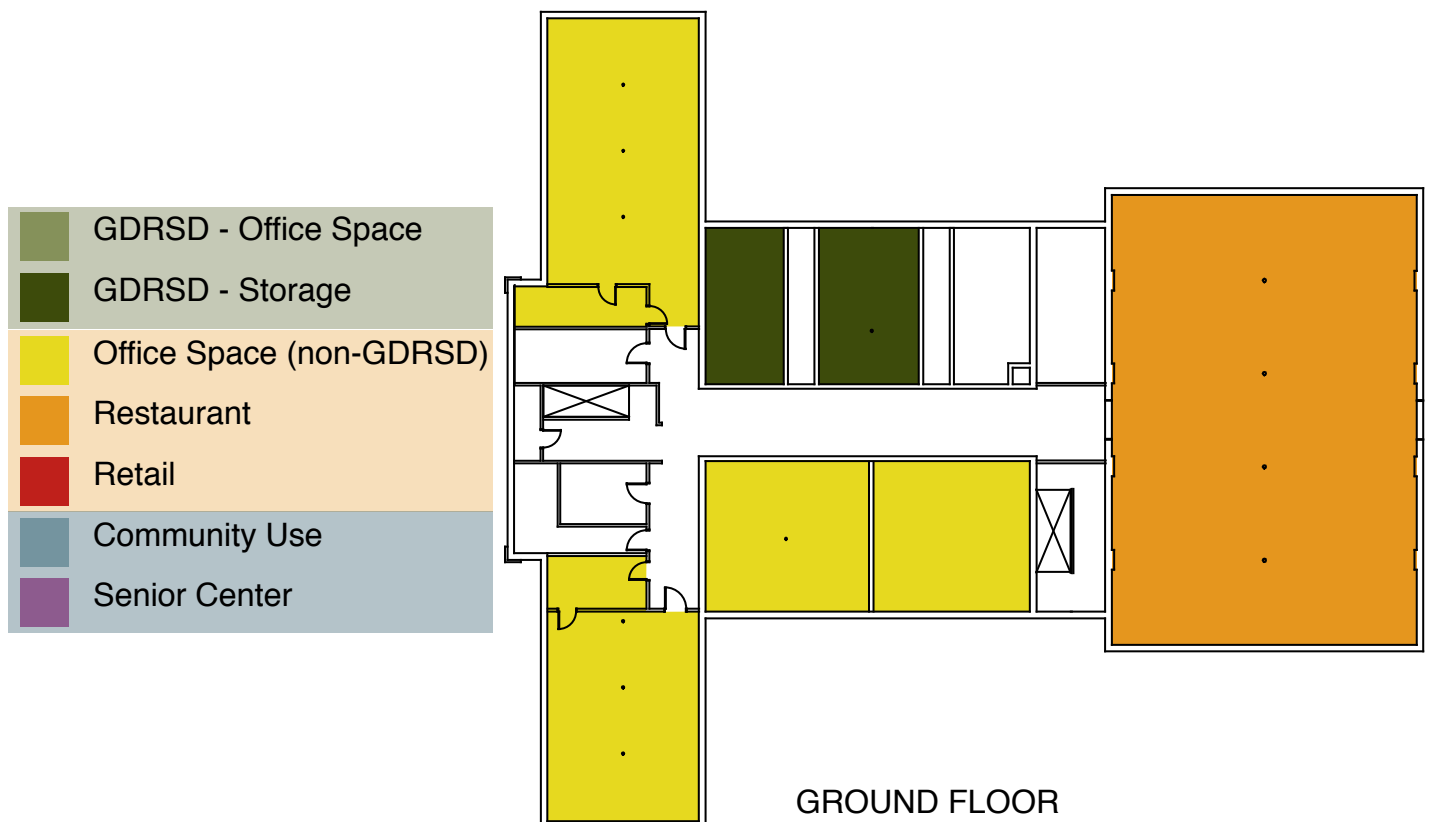 GDRSD - Office Space
GDRSD - Storage
Office Space (non-GDRSD)
Restaurant
Retail
Community Use
Senior Center
GROUND FLOOR